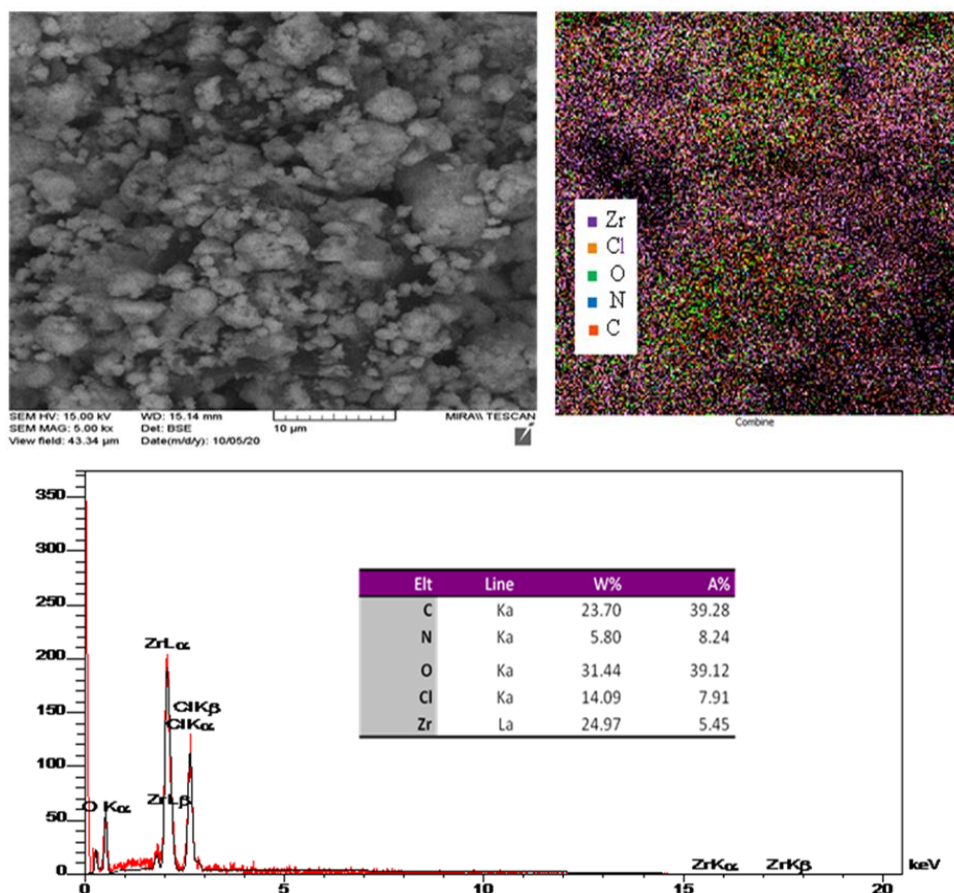 SEM HV: 15.00 kV WD: 15.14 mm MIRA\\ TESCAN
SEM MAG: 5.00 kx Det: BSE 10 µm
View field: 43.34 µm Date(m/d/y): 10/05/20
Zr
Cl
O
N
C
Combine
350
300
250
200
150
100
50
0
ZrLα
ClKβ
ClKα
O Kα
ZrLβ
ZrKα
ZrKβ
keV
0 5 10 15 20
Elt Line W% A%
C Ka 23.70 39.28
N Ka 5.80 8.24
O Ka 31.44 39.12
Cl Ka 14.09 7.91
Zr La 24.97 5.45